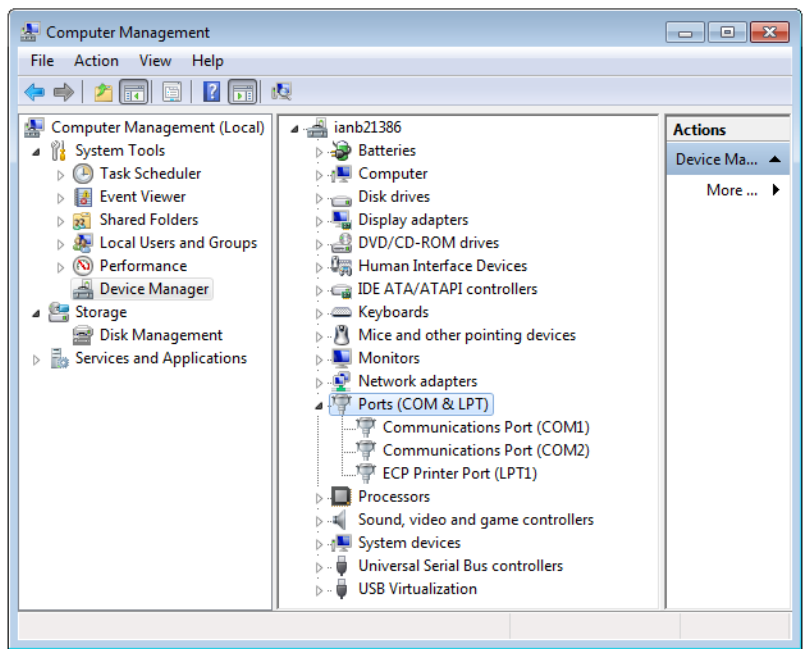 Computer Management
File Action View Help
Computer Management (Local)
System Tools
Task Scheduler
Event Viewer
Shared Folders
Local Users and Groups
Performance
Device Manager
Storage
Disk Management
Services and Applications
ianb21386
Batteries
Computer
Disk drives
Display adapters
DVD/CD-ROM drives
Human Interface Devices
IDE ATA/ATAPI controllers
Keyboards
Mice and other pointing devices
Monitors
Network adapters
Ports (COM & LPT)
Communications Port (COM1)
Communications Port (COM2)
ECP Printer Port (LPT1)
Processors
Sound, video and game controllers
System devices
Universal Serial Bus controllers
USB Virtualization
Actions
Device Ma...
More ...